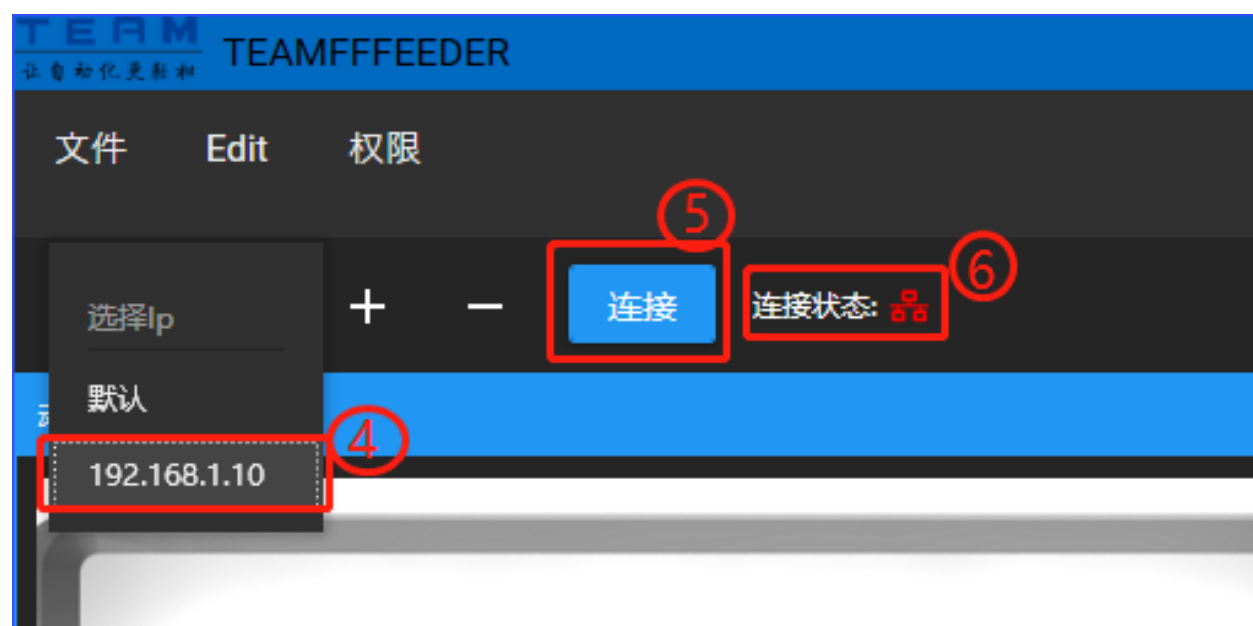 TEAM
让自动化更轻松
TEAMFFFEEDER
文件 Edit 权限
⑤
⑥
选择Ip
+ − 连接 连接状态:
默认
④
192.168.1.10